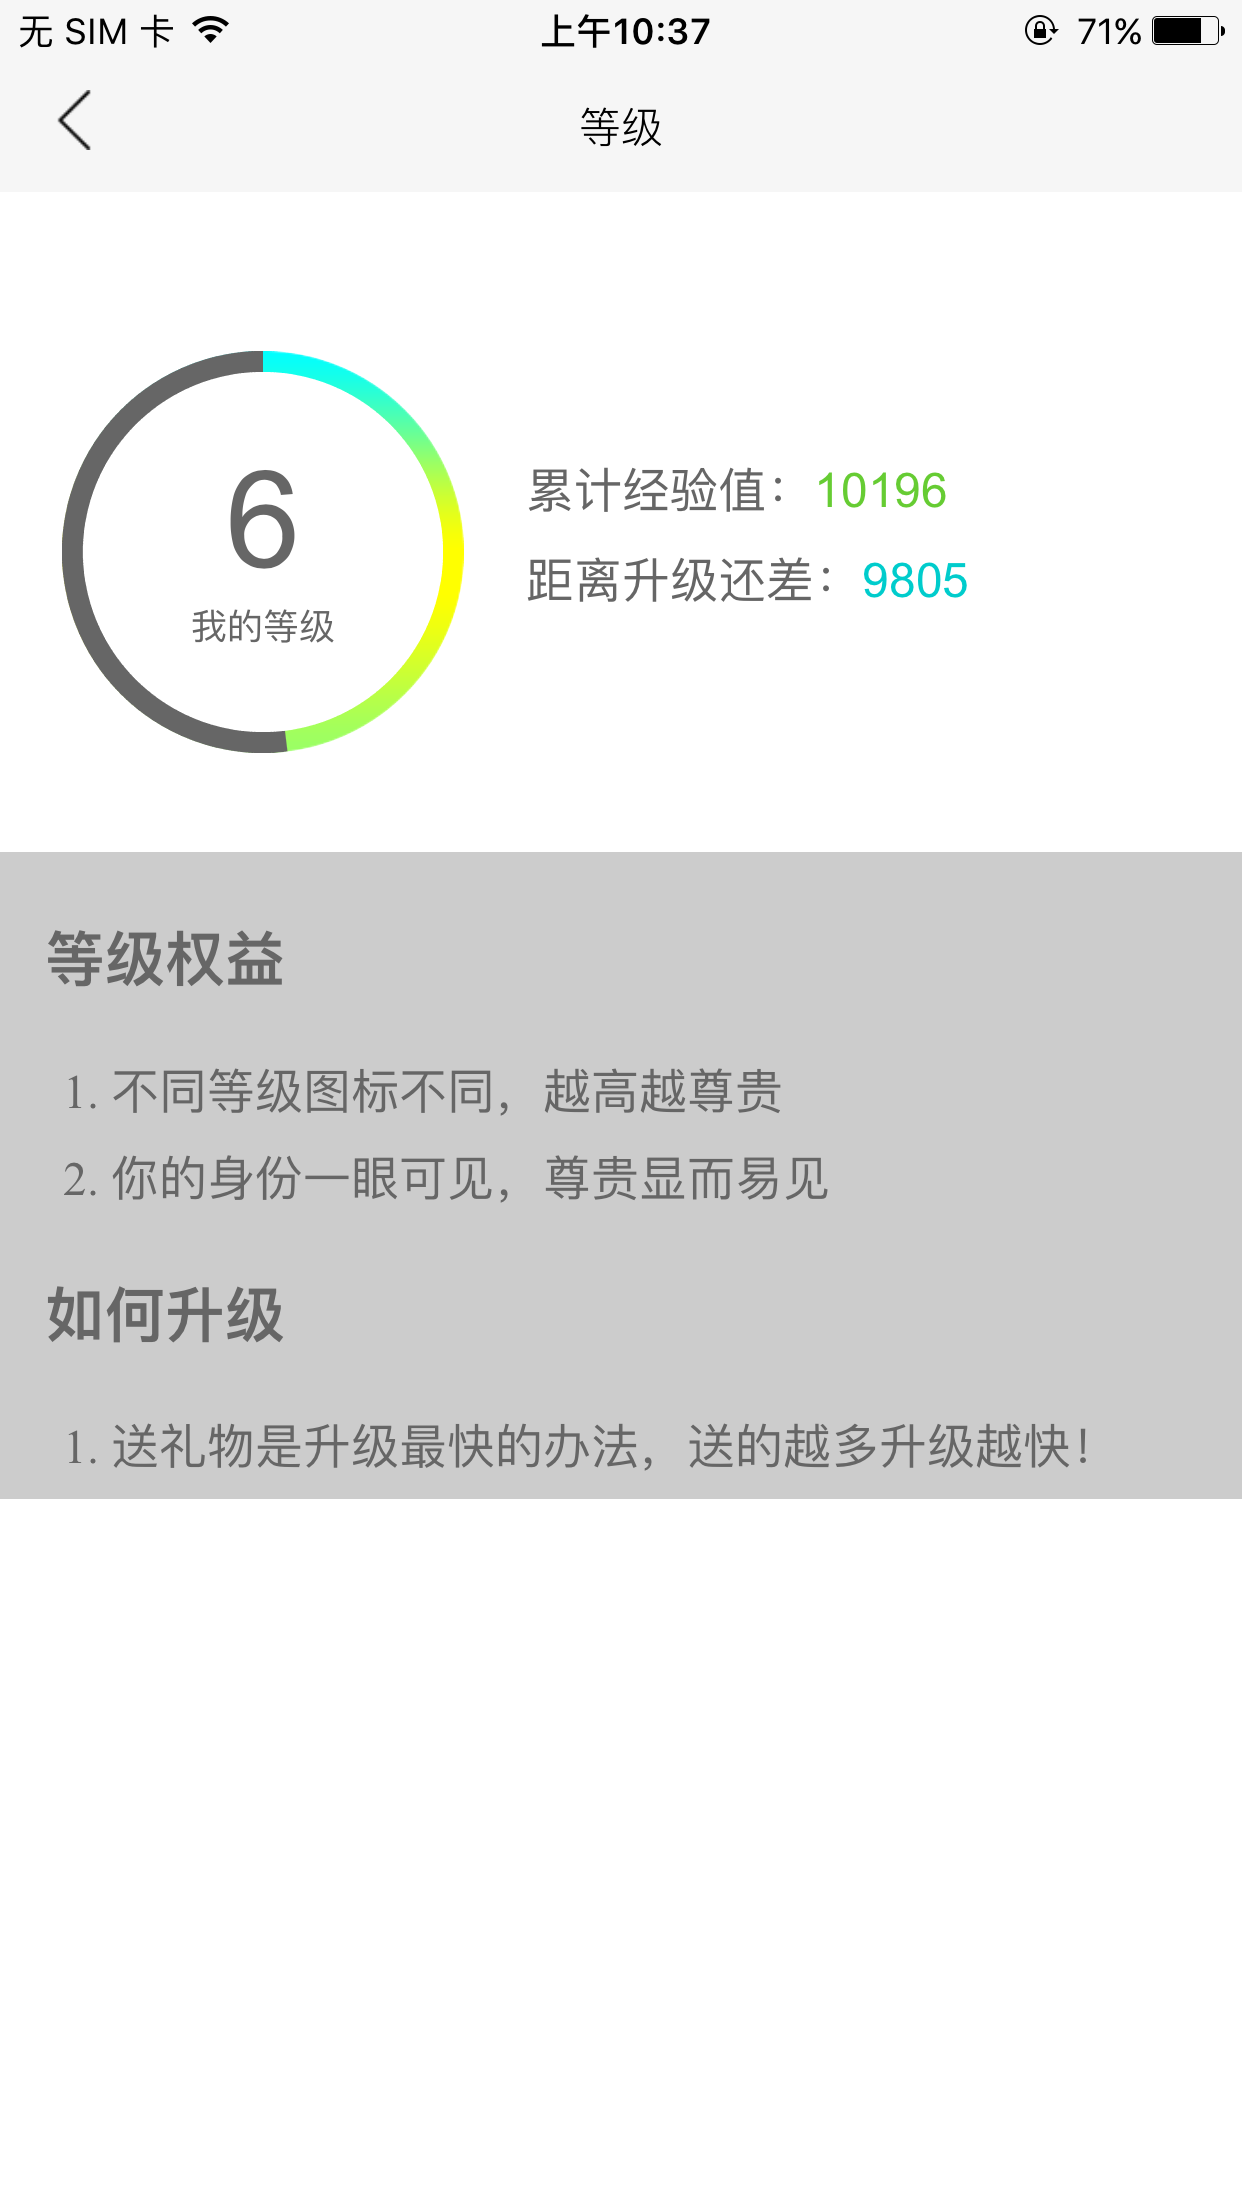 无 SIM 卡
上午10:37
71%
等级
6
我的等级
累计经验值：10196
距离升级还差：9805
等级权益
1. 不同等级图标不同，越高越尊贵
2. 你的身份一眼可见，尊贵显而易见
如何升级
1. 送礼物是升级最快的办法，送的越多升级越快！